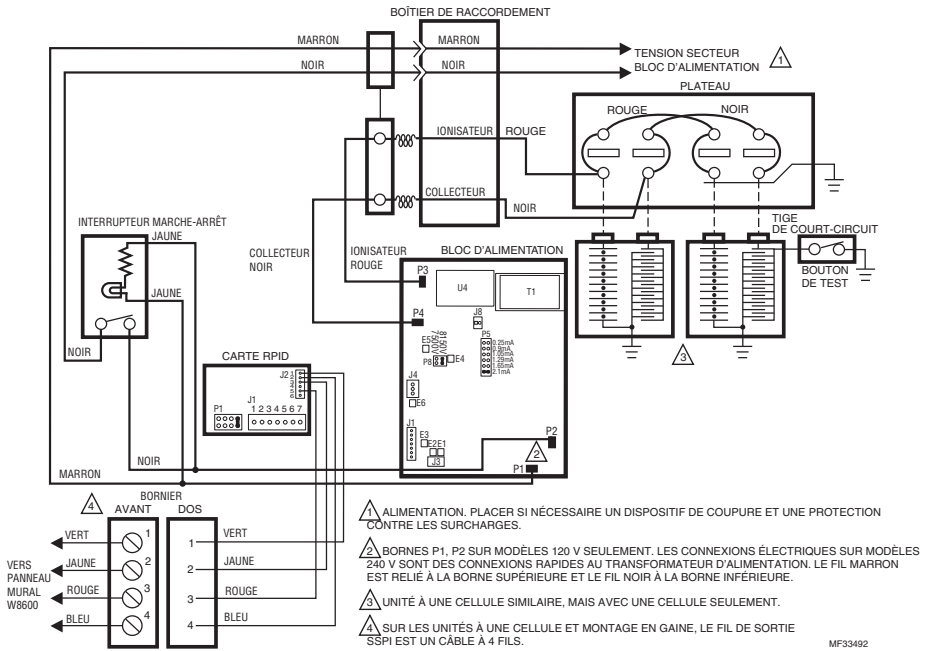 BOÎTIER DE RACCORDEMENT
MARRON
MARRON
NOIR
NOIR
TENSION SECTEUR
BLOC D'ALIMENTATION
1
PLATEAU
ROUGE
NOIR
IONISATEUR
ROUGE
COLLECTEUR
NOIR
INTERRUPTEUR MARCHE-ARRÊT
JAUNE
JAUNE
NOIR
COLLECTEUR
NOIR
IONISATEUR
ROUGE
BLOC D'ALIMENTATION
TIGE
DE COURT-CIRCUIT
BOUTON
DE TEST
3
P3
U4
T1
P4
J8
P5
0.25mA
0.9mA
1.05mA
1.29mA
1.65mA
2.1mA
E5
7500V
8150V
P8
E4
J4
E6
J1
E3
E2
E1
J3
P2
2
P1
CARTE RPID
J2
1
2
3
4
5
6
P1
J1
1 2 3 4 5 6 7
NOIR
MARRON
4
BORNIER
AVANT
DOS
VERT
1
1
VERT
JAUNE
2
2
JAUNE
ROUGE
3
3
ROUGE
BLEU
4
4
BLEU
VERS
PANNEAU
MURAL
W8600
1 ALIMENTATION. PLACER SI NÉCESSAIRE UN DISPOSITIF DE COUPURE ET UNE PROTECTION
CONTRE LES SURCHARGES.
2 BORNES P1, P2 SUR MODÈLES 120 V SEULEMENT. LES CONNEXIONS ÉLECTRIQUES SUR MODÈLES
240 V SONT DES CONNEXIONS RAPIDES AU TRANSFORMATEUR D'ALIMENTATION. LE FIL MARRON
EST RELIÉ À LA BORNE SUPÉRIEURE ET LE FIL NOIR À LA BORNE INFÉRIEURE.
3 UNITÉ À UNE CELLULE SIMILAIRE, MAIS AVEC UNE CELLULE SEULEMENT.
4 SUR LES UNITÉS À UNE CELLULE ET MONTAGE EN GAINE, LE FIL DE SORTIE
SSPI EST UN CÂBLE À 4 FILS.
MF33492